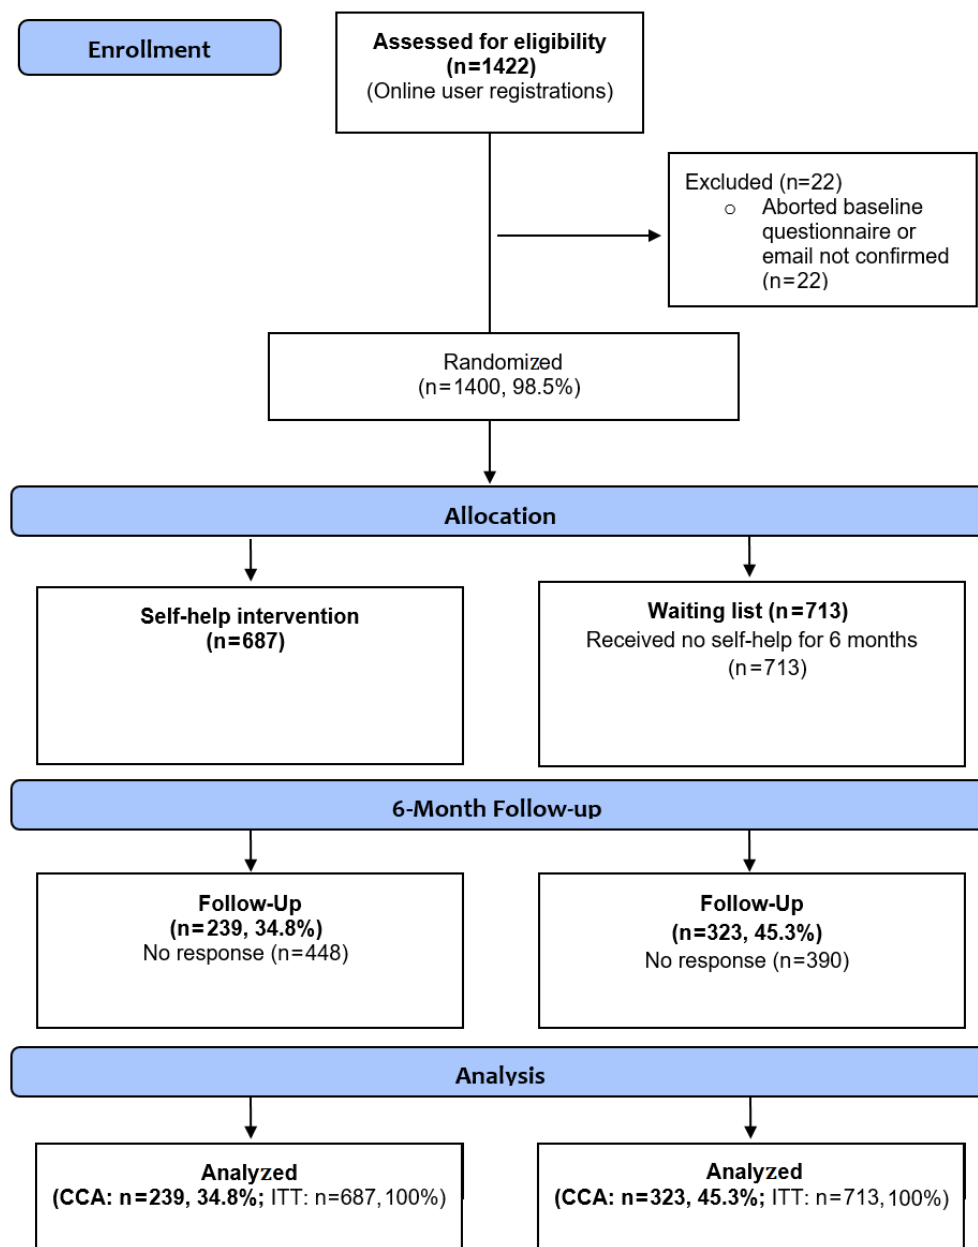 Enrollment
Assessed for eligibility
(n=1422)
(Online user registrations)
Excluded (n=22)
o Aborted baseline
questionnaire or
email not confirmed
(n=22)
Randomized
(n=1400, 98.5%)
Allocation
Self-help intervention
(n=687)
Waiting list (n=713)
Received no self-help for 6 months
(n=713)
6-Month Follow-up
Follow-Up
(n=239, 34.8%)
No response (n=448)
Follow-Up
(n=323, 45.3%)
No response (n=390)
Analysis
Analyzed
(CCA: n=239, 34.8%; ITT: n=687, 100%)
Analyzed
(CCA: n=323, 45.3%; ITT: n=713, 100%)